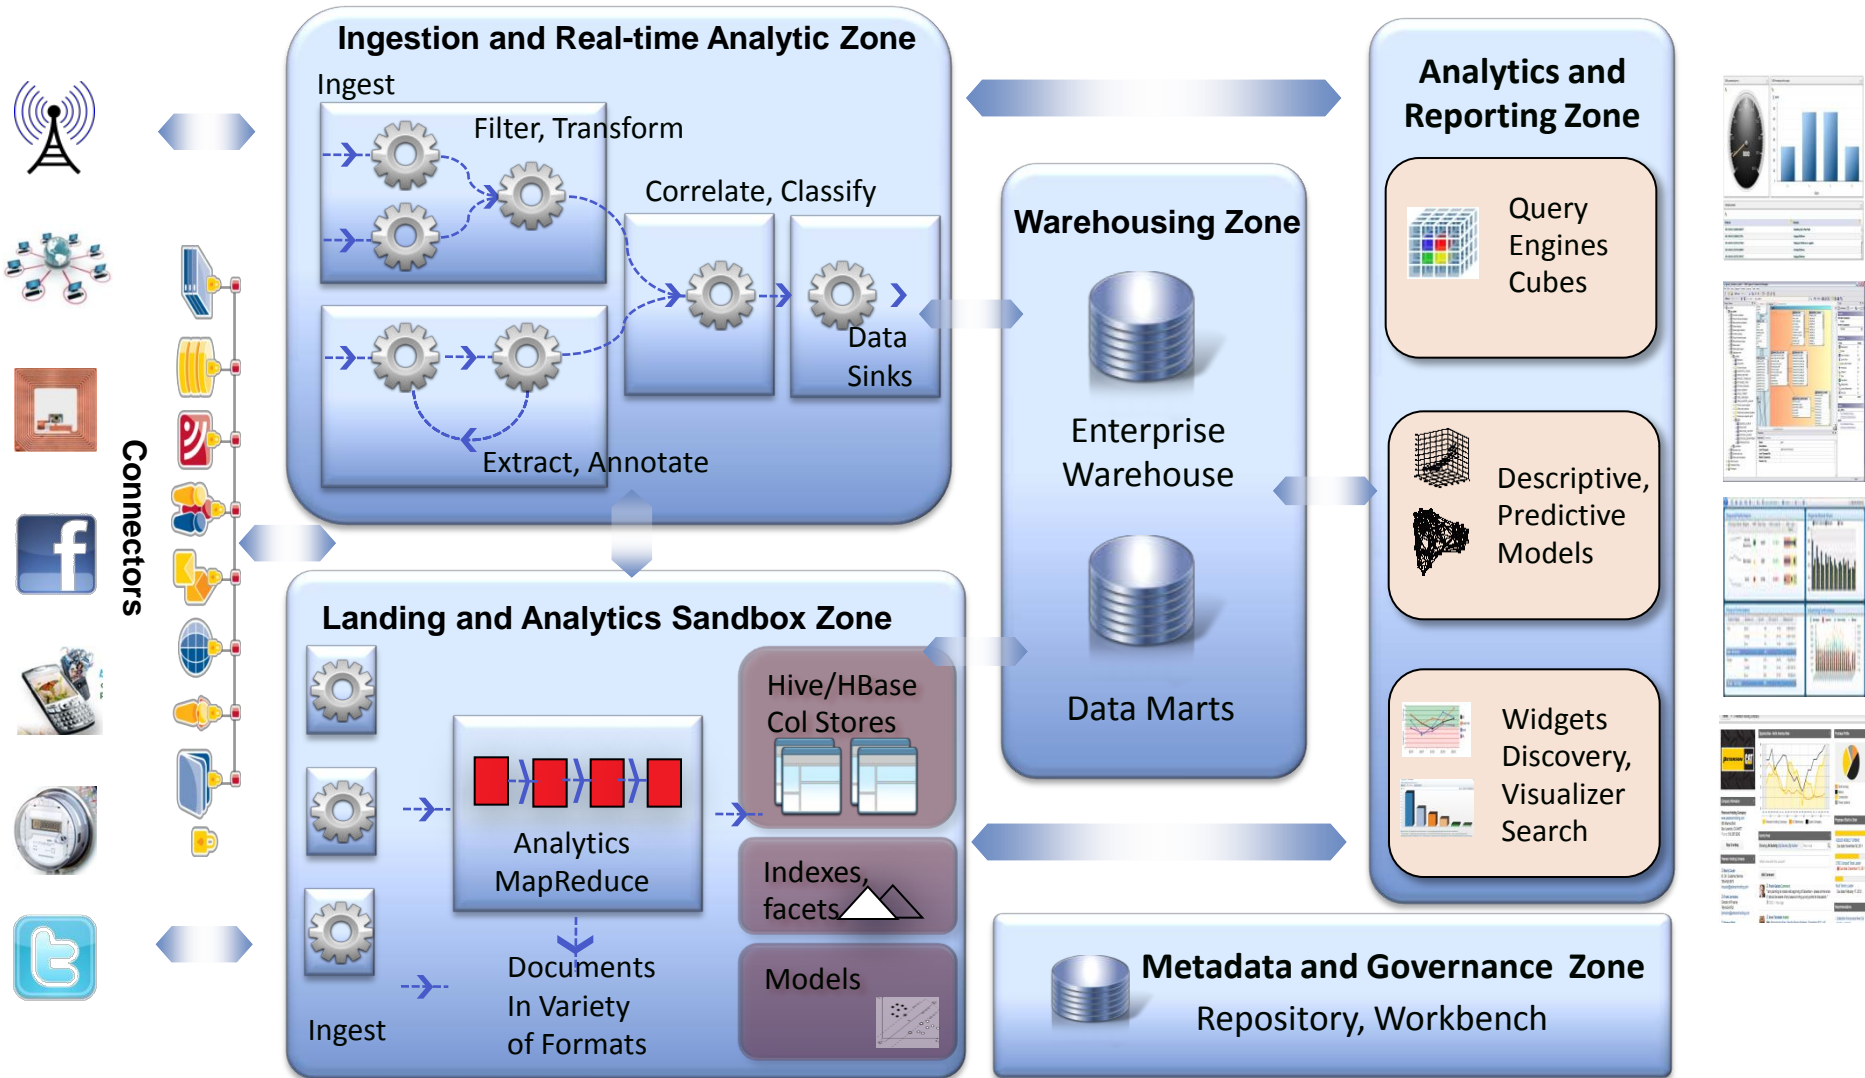 Ingestion and Real-time Analytic Zone
Ingest
Filter, Transform
Correlate, Classify
Data
Sinks
Extract, Annotate
Connectors
Landing and Analytics Sandbox Zone
Hive/HBase
Col Stores
Analytics
MapReduce
Indexes,
facets
Models
Documents
In Variety
of Formats
Ingest
Warehousing Zone
Enterprise
Warehouse
Data Marts
Analytics and
Reporting Zone
Query
Engines
Cubes
Descriptive,
Predictive
Models
Widgets
Discovery,
Visualizer
Search
Metadata and Governance Zone
Repository, Workbench